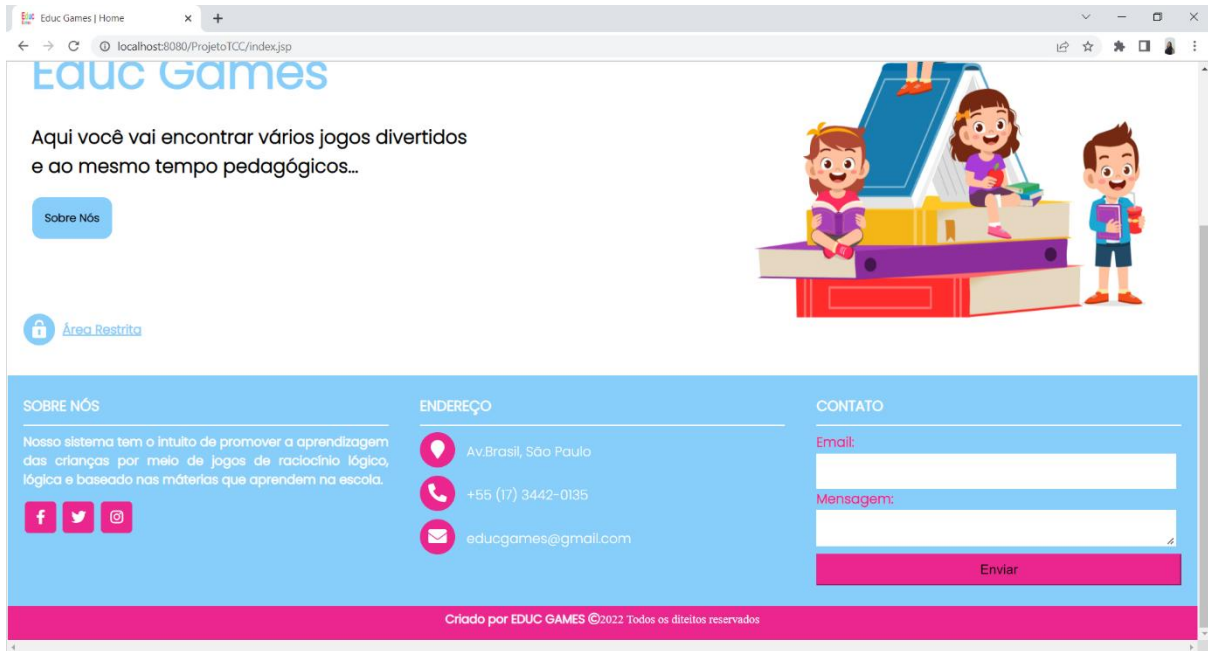 Educ Games | Home
localhost:8080/ProjetoTCC/index.jsp
Educ Games
Aqui você vai encontrar vários jogos divertidos
e ao mesmo tempo pedagógicos...
Sobre Nós
Área Restrita
SOBRE NÓS
Nosso sistema tem o intuito de promover a aprendizagem
das crianças por meio de jogos de raciocínio lógico,
lógica e baseado nas máterias que aprendem na escola.
ENDEREÇO
Av.Brasil, São Paulo
+55 (17) 3442-0135
educgames@gmail.com
CONTATO
Email:
Mensagem:
Enviar
Criado por EDUC GAMES ©2022 Todos os diteitos reservados